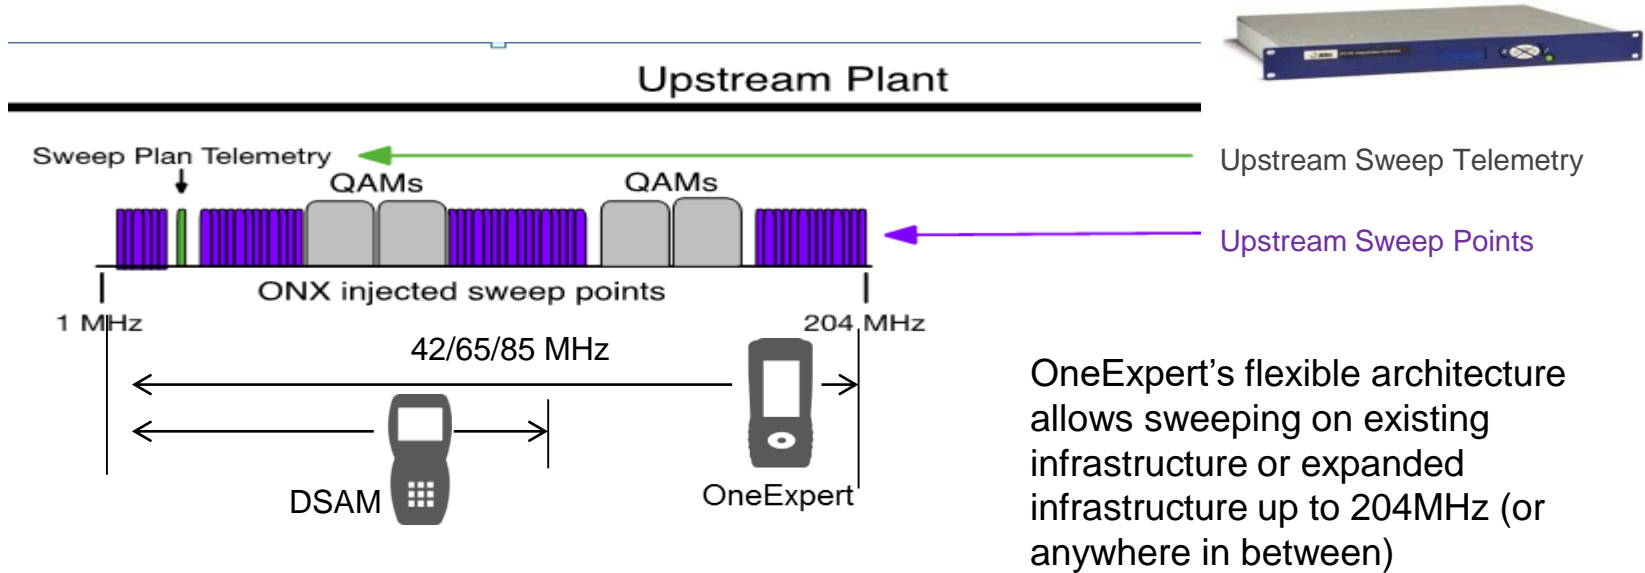 Upstream Plant
Sweep Plan Telemetry
QAMs
QAMs
Upstream Sweep Telemetry
Upstream Sweep Points
ONX injected sweep points
1 MHz
204 MHz
42/65/85 MHz
DSAM
OneExpert
OneExpert’s flexible architecture
allows sweeping on existing
infrastructure or expanded
infrastructure up to 204MHz (or
anywhere in between)